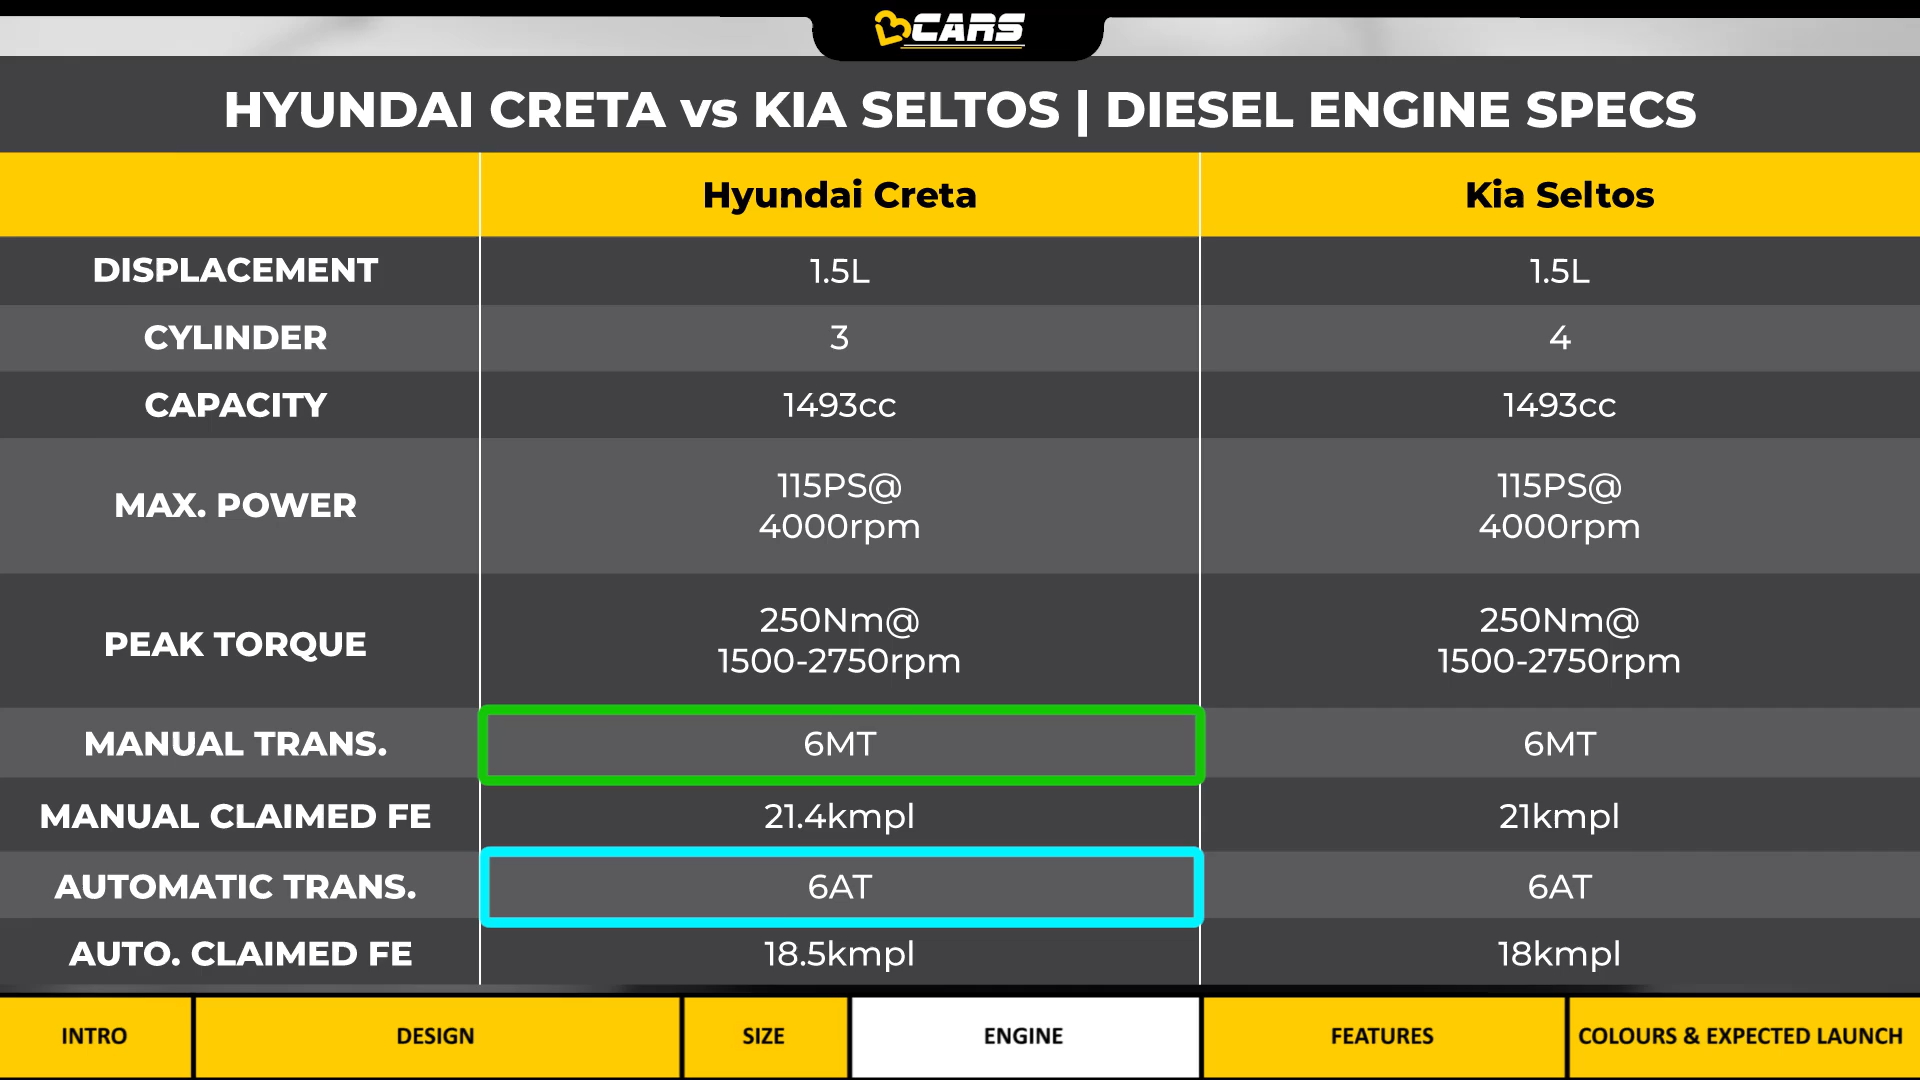 CARS
HYUNDAI CRETA vs KIA SELTOS | DIESEL ENGINE SPECS
Hyundai Creta Kia Seltos
DISPLACEMENT 1.5L 1.5L
CYLINDER 3 4
CAPACITY 1493cc 1493cc
MAX. POWER 115PS@ 115PS@
4000rpm 4000rpm
PEAK TORQUE 250Nm@ 250Nm@
1500-2750rpm 1500-2750rpm
MANUAL TRANS. 6MT 6MT
MANUAL CLAIMED FE 21.4kmpl 21kmpl
AUTOMATIC TRANS. 6AT 6AT
AUTO. CLAIMED FE 18.5kmpl 18kmpl
INTRO DESIGN SIZE ENGINE FEATURES COLOURS & EXPECTED LAUNCH